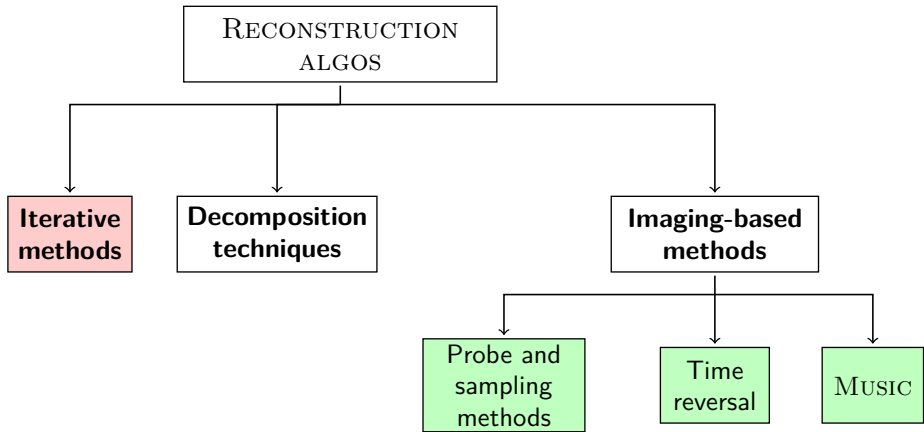 RECONSTRUCTION
ALGOS
Iterative
methods
Decomposition
techniques
Imaging-based
methods
Probe and
sampling
methods
Time
reversal
MUSIC